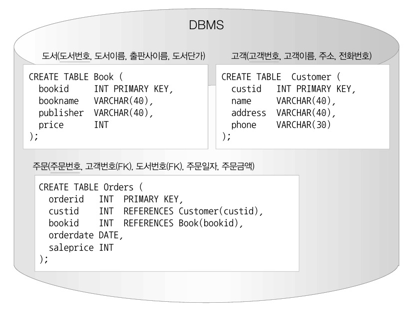 DBMS
도서(도서번호, 도서이름, 출판사이름, 도서단가)
CREATE TABLE Book (
bookid INT PRIMARY KEY,
bookname VARCHAR(40),
publisher VARCHAR(40),
price INT
);
고객(고객번호, 고객이름, 주소, 전화번호)
CREATE TABLE Customer (
custid INT PRIMARY KEY,
name VARCHAR(40),
address VARCHAR(40),
phone VARCHAR(30)
);
주문(주문번호, 고객번호(FK), 도서번호(FK), 주문일자, 주문금액)
CREATE TABLE Orders (
orderid INT PRIMARY KEY,
custid INT REFERENCES Customer(custid),
bookid INT REFERENCES Book(bookid),
orderdate DATE,
saleprice INT
);